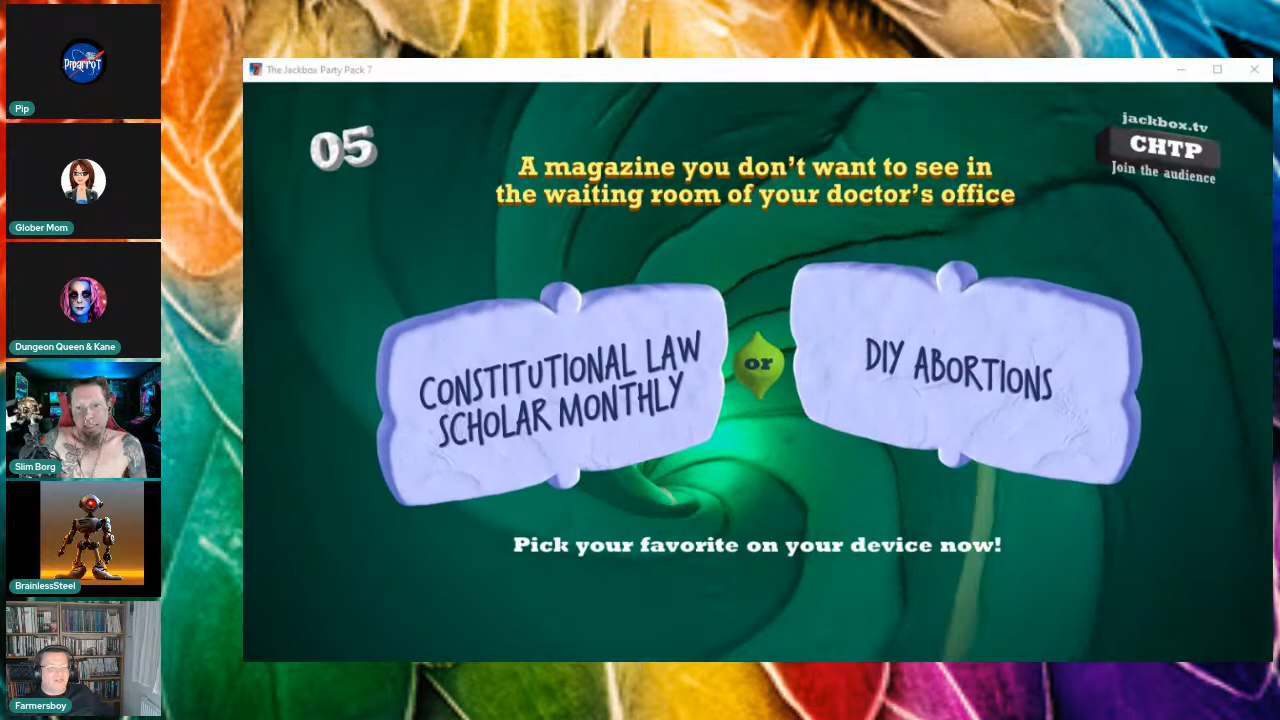 PiparroT
Pip
Glober Mom
Dungeon Queen & Kane
Slim Borg
BrainlessSteel
Farmersboy
The Jackbox Party Pack 7
05
jackbox.tv
CHTP
Join the audience
A magazine you don't want to see in
the waiting room of your doctor's office
CONSTITUTIONAL LAW
SCHOLAR MONTHLY
or
DIY ABORTIONS
Pick your favorite on your device now!